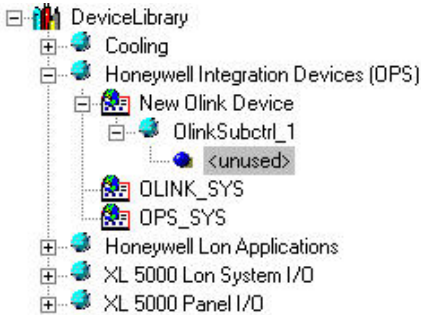 DeviceLibrary
Cooling
Honeywell Integration Devices (OPS)
New Olink Device
OlinkSubctrl_1
<unused>
OLINK_SYS
OPS_SYS
Honeywell Lon Applications
XL 5000 Lon System I/O
XL 5000 Panel I/O